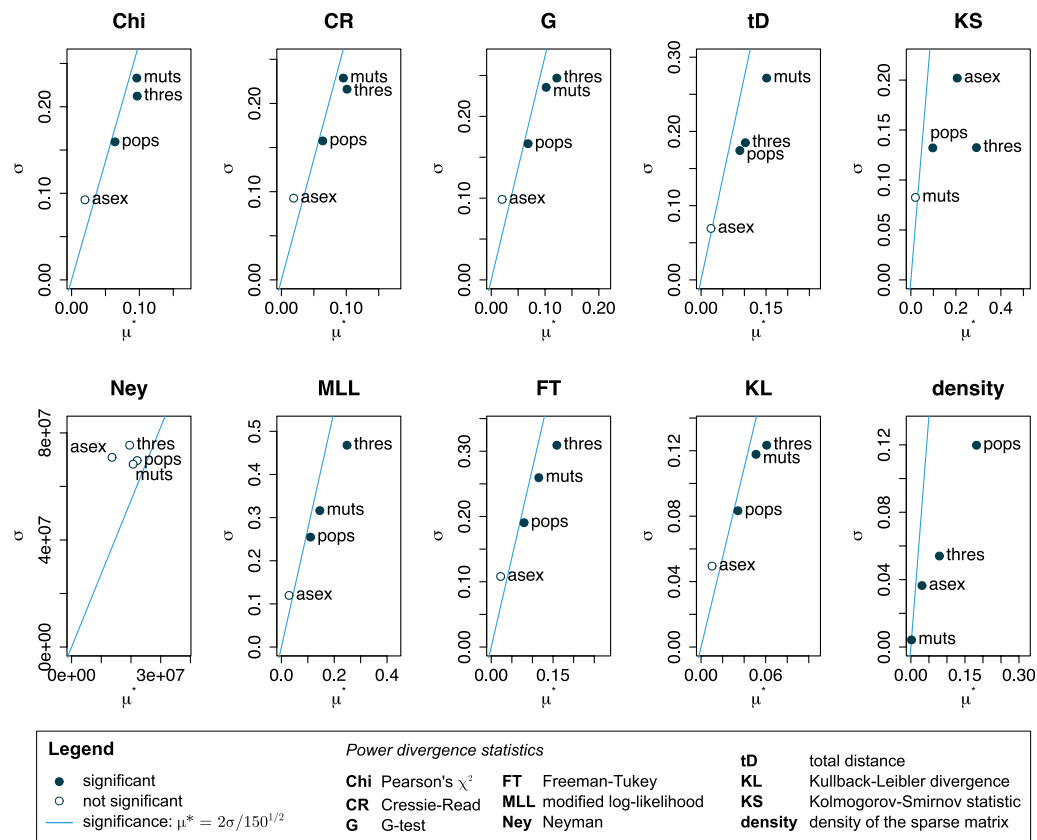 Chi
CR
G
tD
KS
0.00 0.10 0.20
σ
muts
thres
pops
asex
0.00 0.10
μ*
0.00 0.10 0.20
σ
muts
thres
pops
asex
0.00 0.10
μ*
0.00 0.10 0.20
σ
thres
muts
pops
asex
0.00 0.10 0.20
μ*
0.00 0.10 0.20 0.30
σ
muts
thres
pops
asex
0.00 0.15
μ*
0.00 0.05 0.10 0.15 0.20
σ
asex
pops
thres
muts
0 0.2 0.4
μ*
Ney
MLL
FT
KL
density
0e+00 4e+07 8e+07
σ
asex
thres
pops
muts
0e+00 3e+07
μ*
0.0 0.1 0.3 0.4 0.5
σ
thres
muts
pops
asex
0.0 0.2 0.4
μ*
0.00 0.10 0.20 0.30
σ
thres
muts
pops
asex
0.00 0.15
μ*
0.00 0.04 0.08 0.12
σ
thres
muts
pops
asex
0.00 0.06
μ*
0.00 0.04 0.08 0.12
σ
pops
thres
asex
muts
0.00 0.15 0.30
μ*
Legend
significant
not significant
significance: μ* = 2σ/150^1/2
Power divergence statistics
Chi Pearson's χ²
CR Cressie-Read
G G-test
FT Freeman-Tukey
MLL modified log-likelihood
Ney Neyman
tD total distance
KL Kullback-Leibler divergence
KS Kolmogorov-Smirnov statistic
density density of the sparse matrix